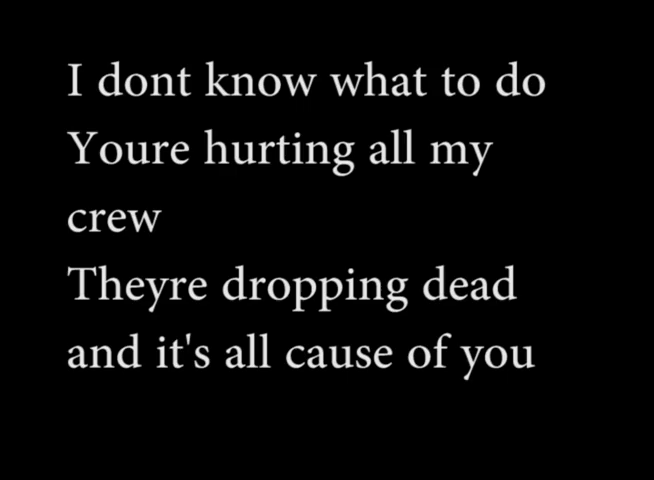 I dont know what to do
Youre hurting all my
crew
Theyre dropping dead
and it's all cause of you